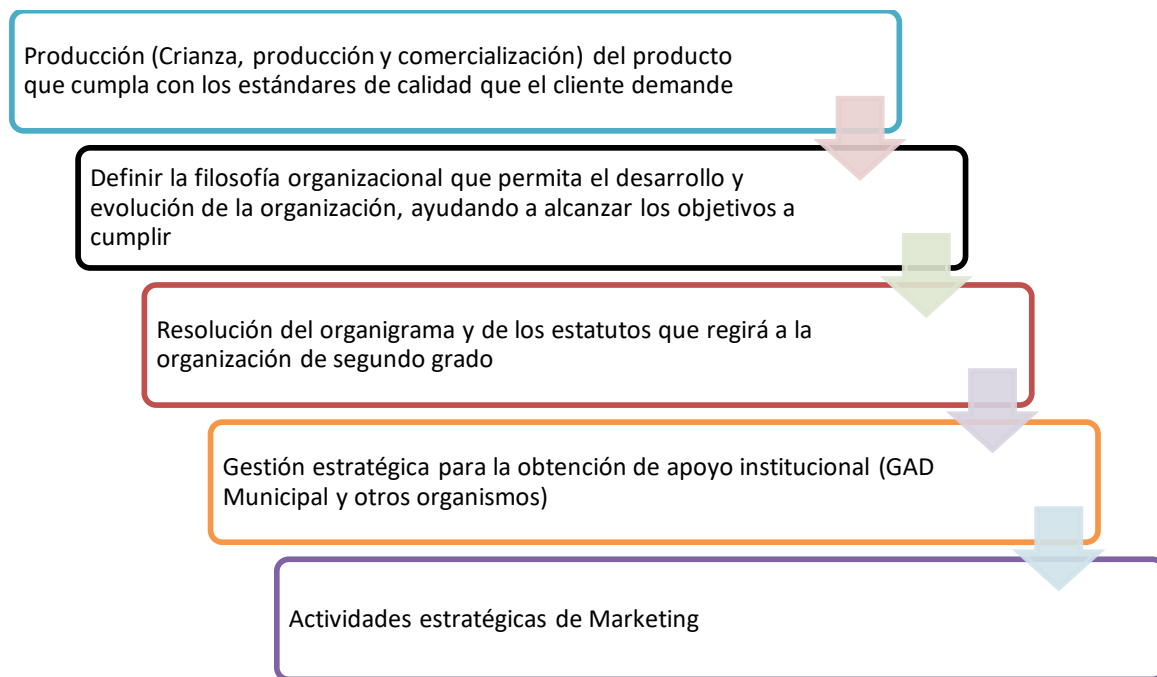 Producción (Crianza, producción y comercialización) del producto
que cumpla con los estándares de calidad que el cliente demande
Definir la filosofía organizacional que permita el desarrollo y
evolución de la organización, ayudando a alcanzar los objetivos a
cumplir
Resolución del organigrama y de los estatutos que regirá a la
organización de segundo grado
Gestión estratégica para la obtención de apoyo institucional (GAD
Municipal y otros organismos)
Actividades estratégicas de Marketing